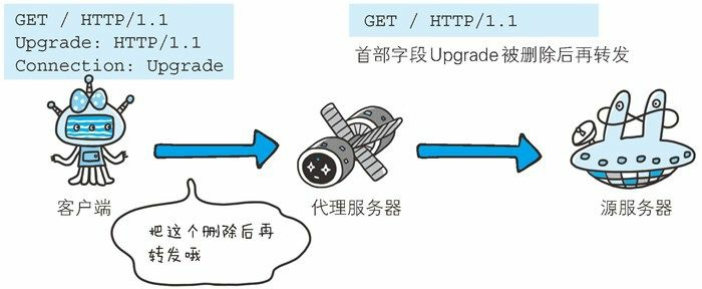 GET / HTTP/1.1
Upgrade: HTTP/1.1
Connection: Upgrade
GET / HTTP/1.1
首部字段Upgrade被删除后再转发
客户端
代理服务器
源服务器
把这个删除后再
转发哦